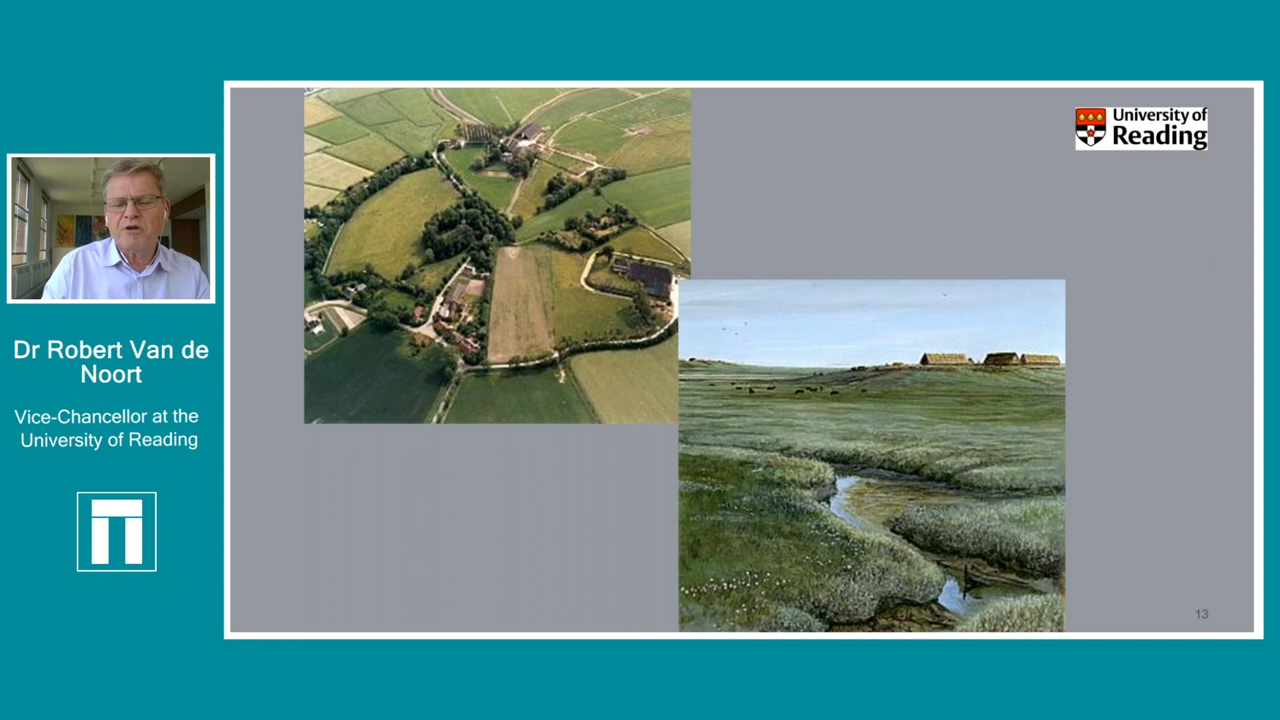 Dr Robert Van de
Noort
Vice-Chancellor at the
University of Reading
University of
Reading
13